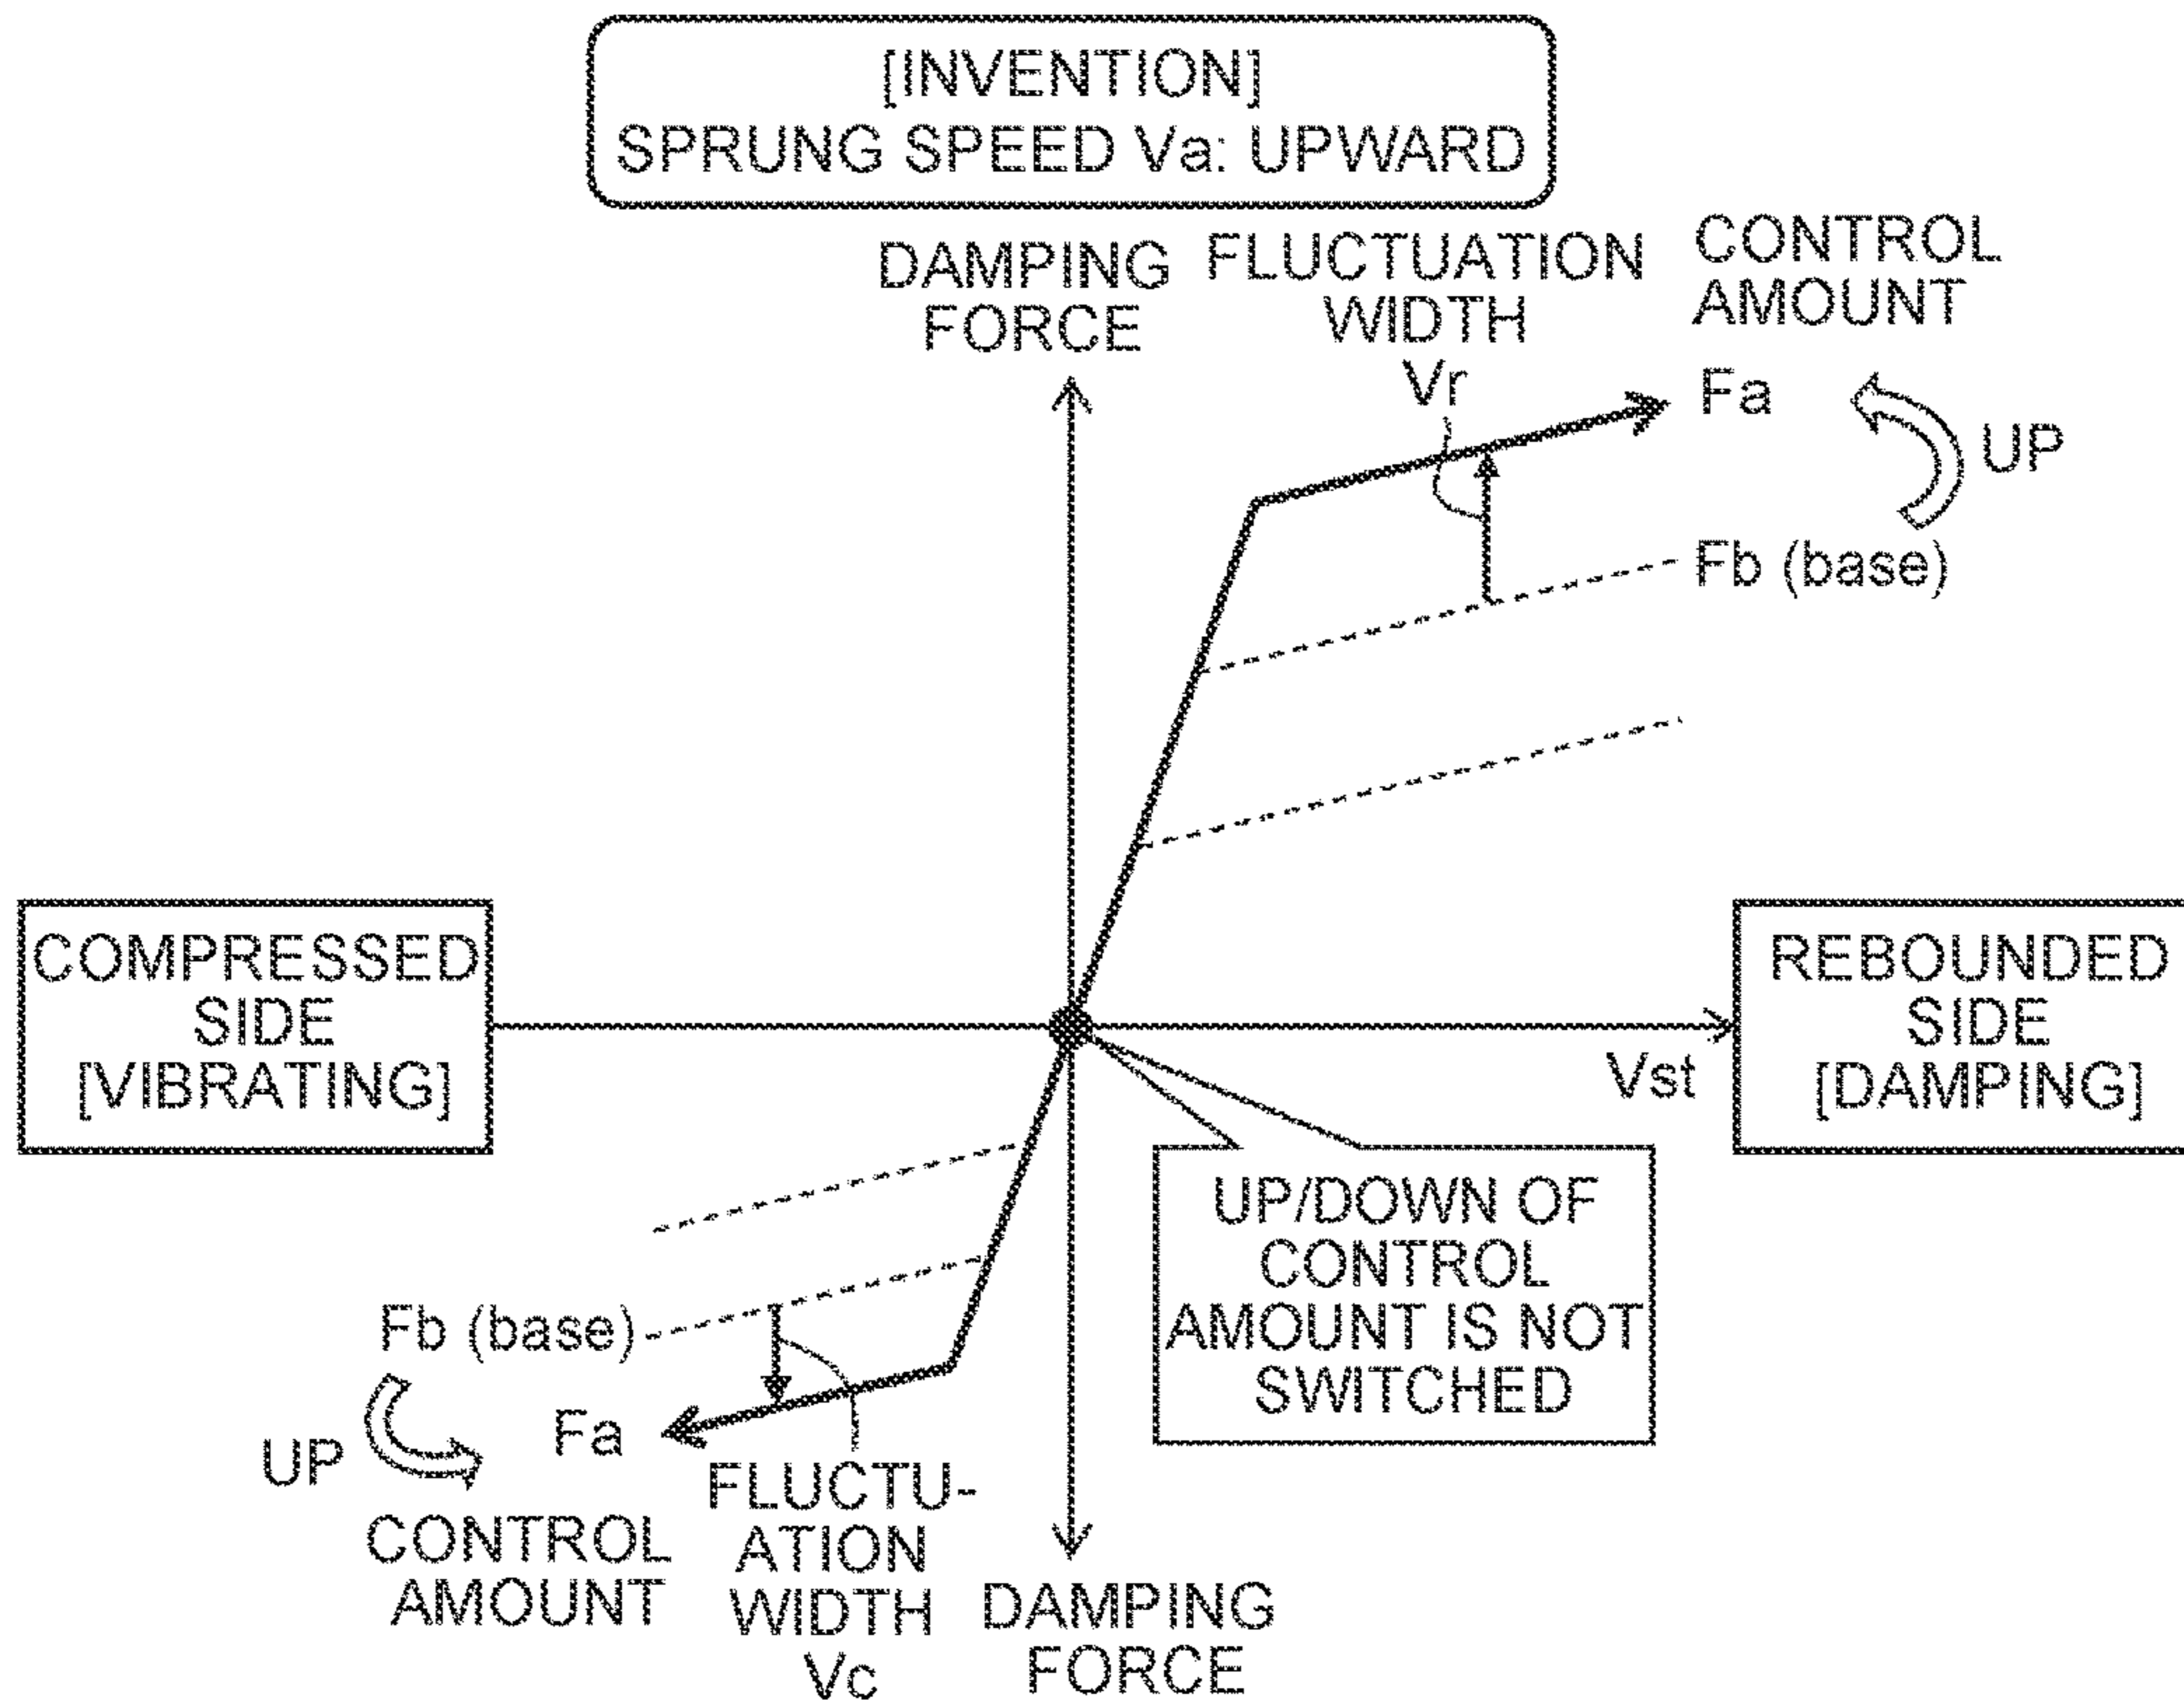 [INVENTION]
SPRUNG SPEED Va: UPWARD
DAMPING
FORCE
FLUCTUATION
WIDTH
Vr
CONTROL
AMOUNT
Fa
UP
Fb (base)
COMPRESSED
SIDE
[VIBRATING]
REBOUNDED
SIDE
[DAMPING]
Vst
UP/DOWN OF
CONTROL
AMOUNT IS NOT
SWITCHED
Fb (base)
Fa
UP
CONTROL
AMOUNT
FLUCTU-
ATION
WIDTH
Vc
DAMPING
FORCE